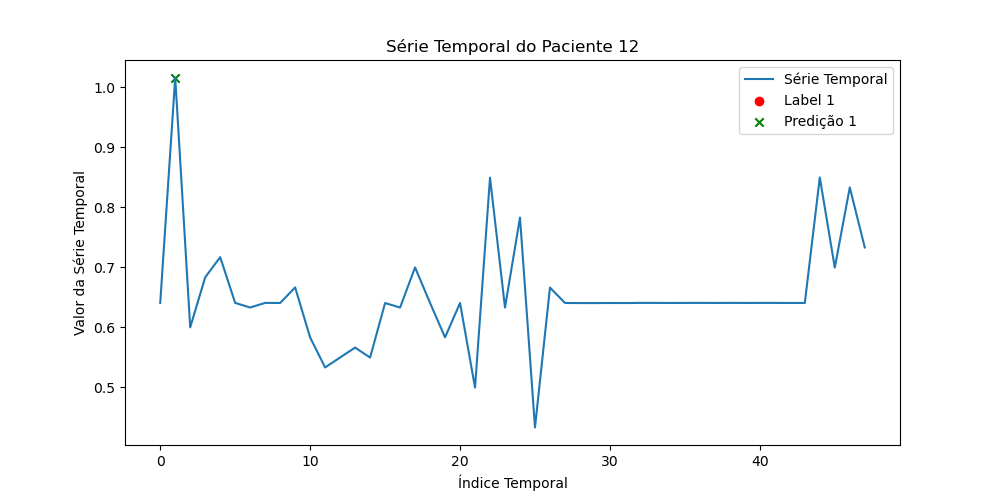 Série Temporal do Paciente 12
Série Temporal
Label 1
Predição 1
Valor da Série Temporal
1.0
0.9
0.8
0.7
0.6
0.5
0
10
20
30
40
Índice Temporal